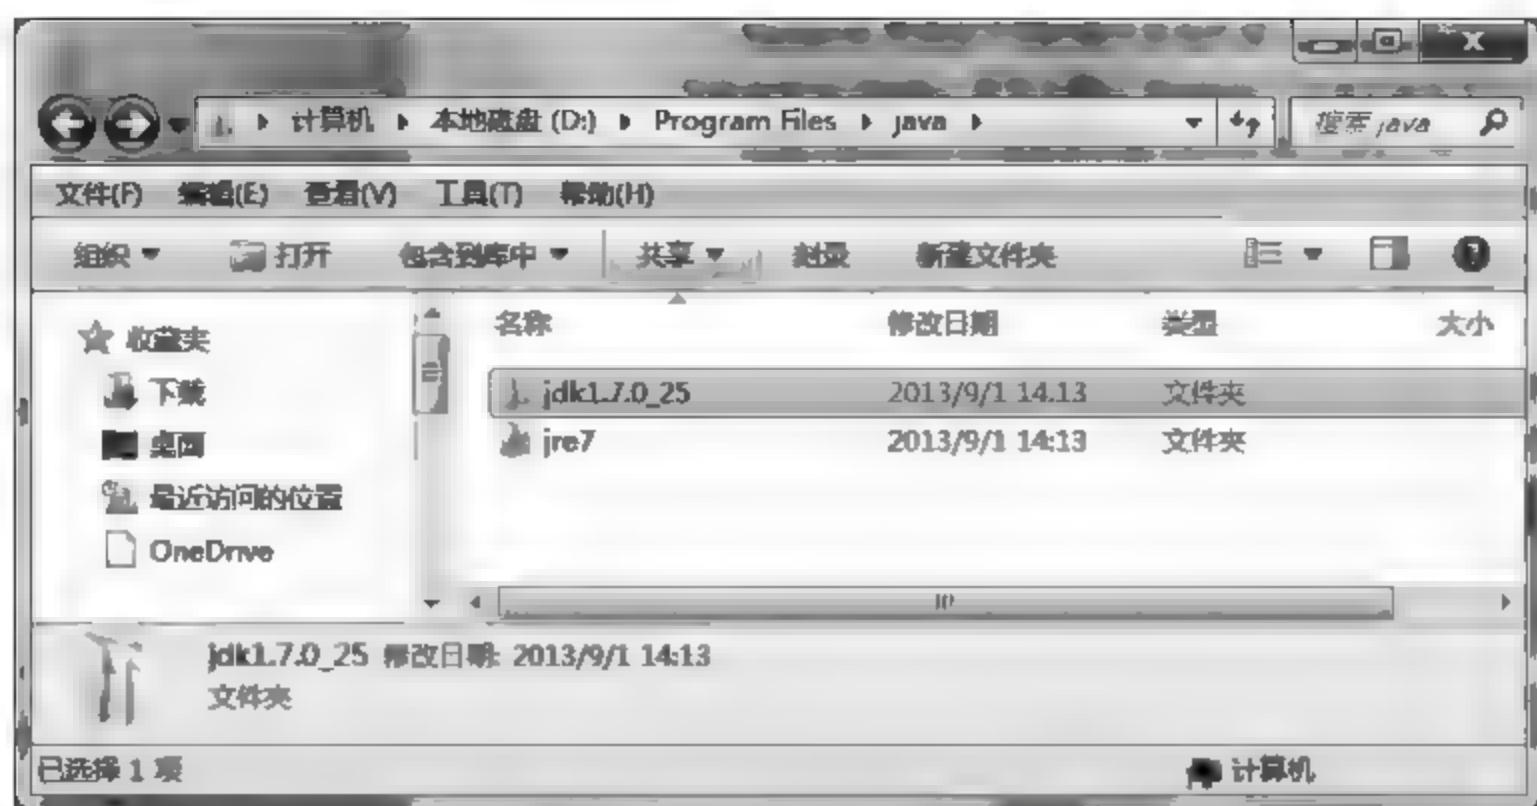 计算机 ▸ 本地磁盘 (D:) ▸ Program Files ▸ java ▸ 搜索 java
文件(F) 编辑(E) 查看(V) 工具(T) 帮助(H)
组织 打开 包含到库中 共享 刻录 新建文件夹
名称 修改日期 类型 大小
收藏夹
下载
桌面
最近访问的位置
OneDrive
jdk1.7.0_25 2013/9/1 14:13 文件夹
jre7 2013/9/1 14:13 文件夹
jdk1.7.0_25 修改日期: 2013/9/1 14:13
文件夹
已选择 1 项 计算机